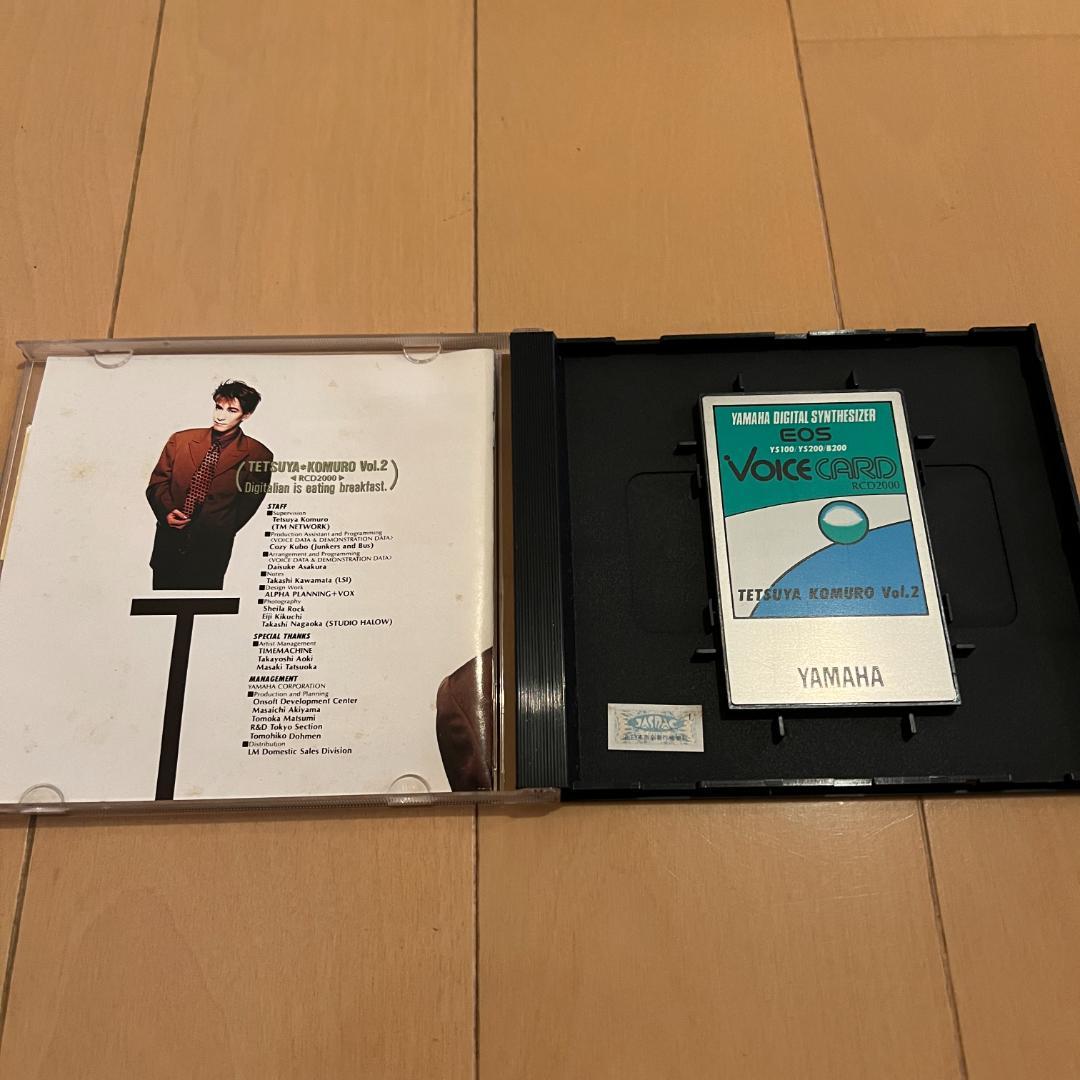 TETSUYA★KOMURO Vol.2
◀RCD2000▶
Digitalian is eating breakfast.
STAFF
■Supervision
Tetsuya Komuro
(TM NETWORK)
■Production Assistant and Programming
<VOICE DATA & DEMONSTRATION DATA>
Cozy Kubo (Junkers and Bus)
■Arrangement and Programming
<VOICE DATA & DEMONSTRATION DATA>
Daisuke Asakura
■Notes
Takashi Kawamata (LSI)
■Design Work
ALPHA PLANNING+VOX
■Photography
Sheila Rock
Eiji Kikuchi
Takashi Nagaoka (STUDIO HALOW)
SPECIAL THANKS
■Artist Management
TIMEMACHINE
Takayoshi Aoki
Masaki Tatsuoka
MANAGEMENT
YAMAHA CORPORATION
■Production and Planning
Onsoft Development Center
Masaichi Akiyama
Tomoka Matsumi
R&D Tokyo Section
Tomohiko Dohmen
■Distribution
LM Domestic Sales Division
T
YAMAHA DIGITAL SYNTHESIZER
EOS
YS100/YS200/B200
VOICE CARD
RCD2000
TETSUYA KOMURO Vol.2
YAMAHA
JASRAC